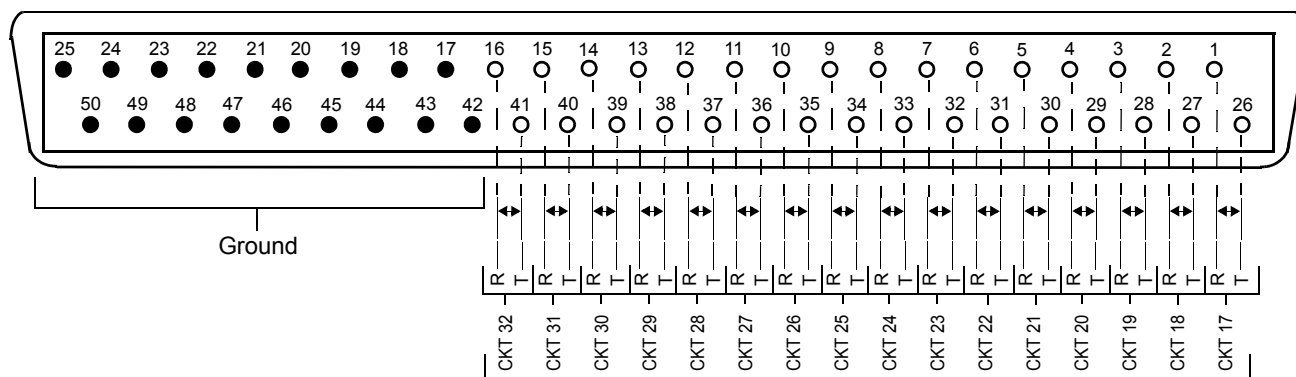 25 24 23 22 21 20 19 18 17 16 15 14 13 12 11 10 9 8 7 6 5 4 3 2 1
50 49 48 47 46 45 44 43 42 41 40 39 38 37 36 35 34 33 32 31 30 29 28 27 26
Ground
R T R T R T R T R T R T R T R T R T R T R T R T R T R T R T R T
CKT 32 CKT 31 CKT 30 CKT 29 CKT 28 CKT 27 CKT 26 CKT 25 CKT 24 CKT 23 CKT 22 CKT 21 CKT 20 CKT 19 CKT 18 CKT 17